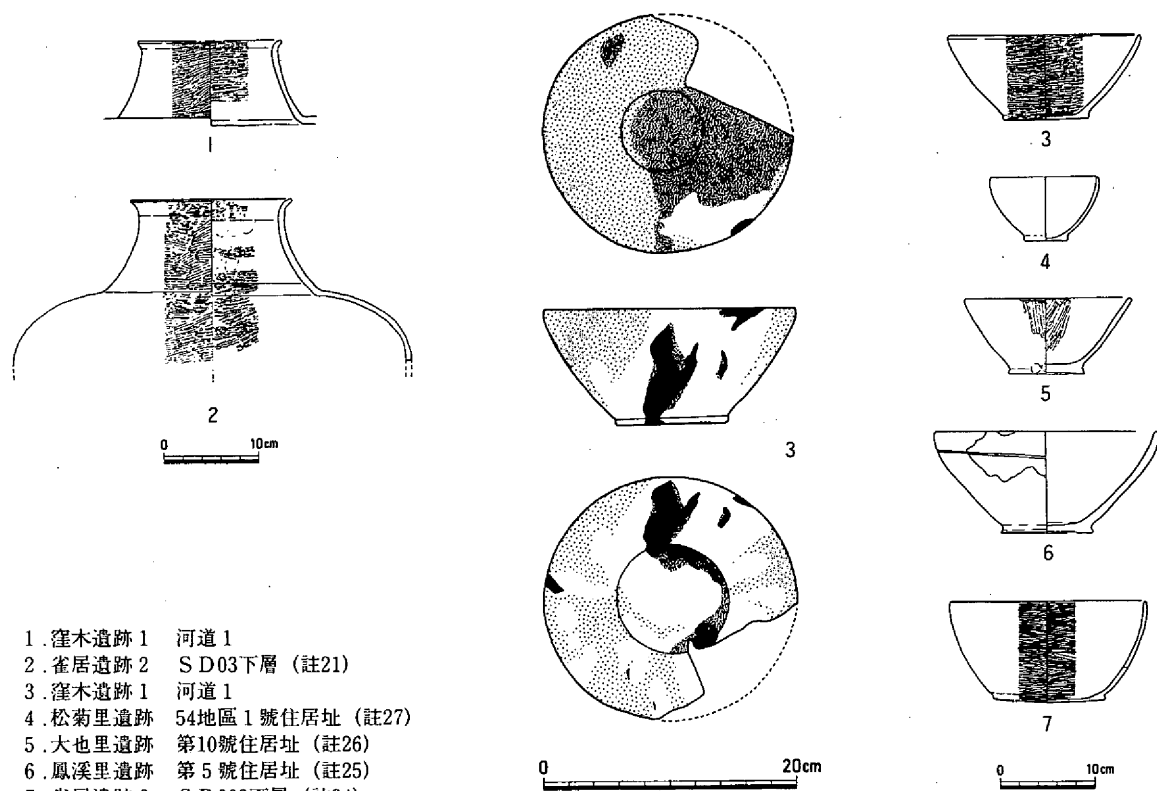 1
2
0 10cm
3
0 20cm
3
4
5
6
7
0 10cm
1.窪木遺跡1 河道1
2.雀居遺跡2 SD03下層(註21)
3.窪木遺跡1 河道1
4.松菊里遺跡 54地區1號住居址(註27)
5.大也里遺跡 第10號住居址(註26)
6.鳳溪里遺跡 第5號住居址(註25)